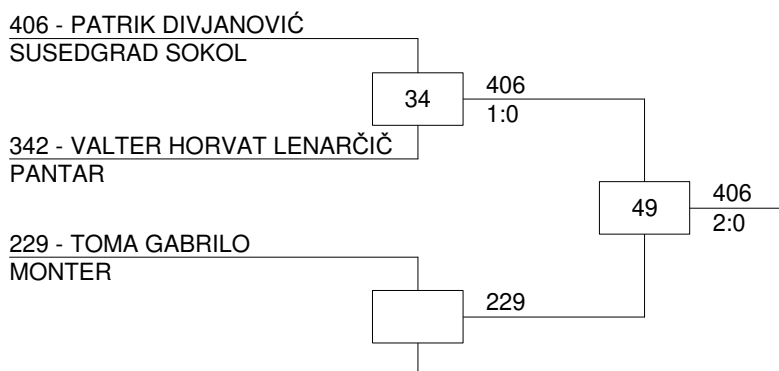 406 - PATRIK DIVJANOVIĆ
SUSEDGRAD SOKOL
34
406
1:0
342 - VALTER HORVAT LENARČIČ
PANTAR
49
406
2:0
229 - TOMA GABRILO
MONTER
229